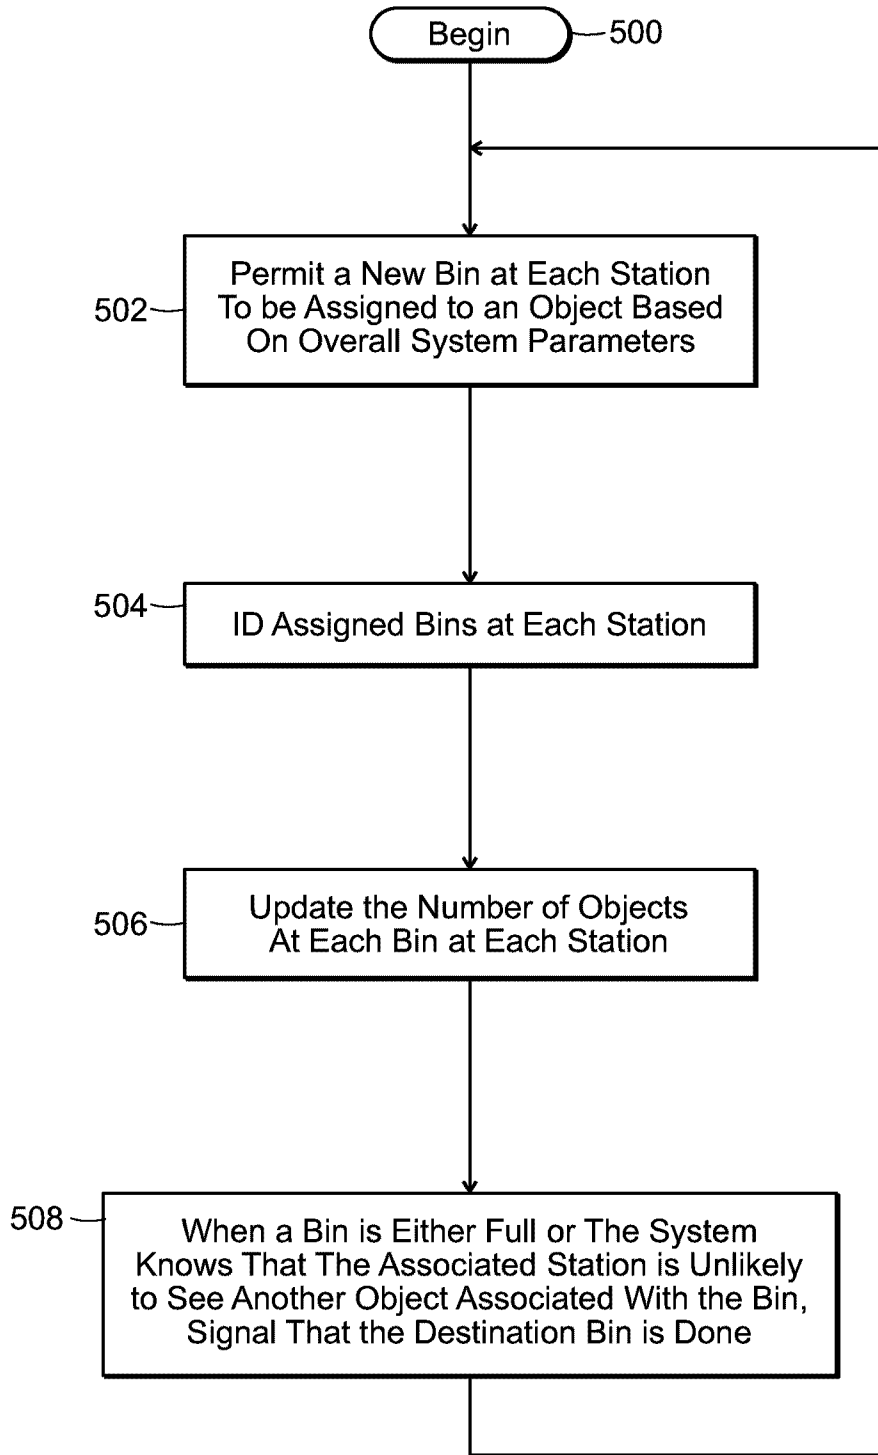 Begin
500
502
Permit a New Bin at Each Station
To be Assigned to an Object Based
On Overall System Parameters
504
ID Assigned Bins at Each Station
506
Update the Number of Objects
At Each Bin at Each Station
508
When a Bin is Either Full or The System
Knows That The Associated Station is Unlikely
to See Another Object Associated With the Bin,
Signal That the Destination Bin is Done